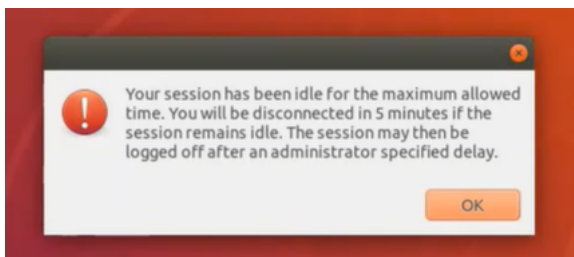 Your session has been idle for the maximum allowed
time. You will be disconnected in 5 minutes if the
session remains idle. The session may then be
logged off after an administrator specified delay.
OK